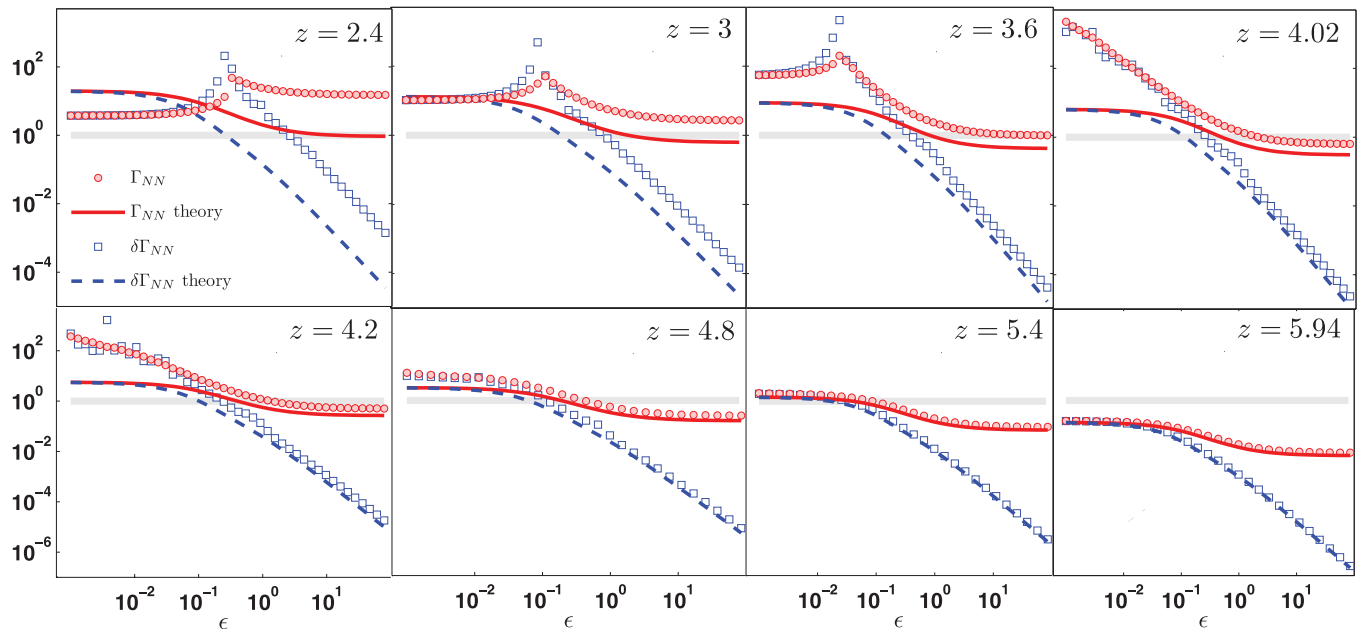 z = 2.4
z = 3
z = 3.6
z = 4.02
10^2
10^0
10^-2
10^-4
Γ_NN
Γ_NN theory
δΓ_NN
δΓ_NN theory
z = 4.2
z = 4.8
z = 5.4
z = 5.94
10^2
10^0
10^-2
10^-4
10^-6
10^-2 10^-1 10^0 10^1
10^-2 10^-1 10^0 10^1
10^-2 10^-1 10^0 10^1
10^-2 10^-1 10^0 10^1
ϵ
ϵ
ϵ
ϵ